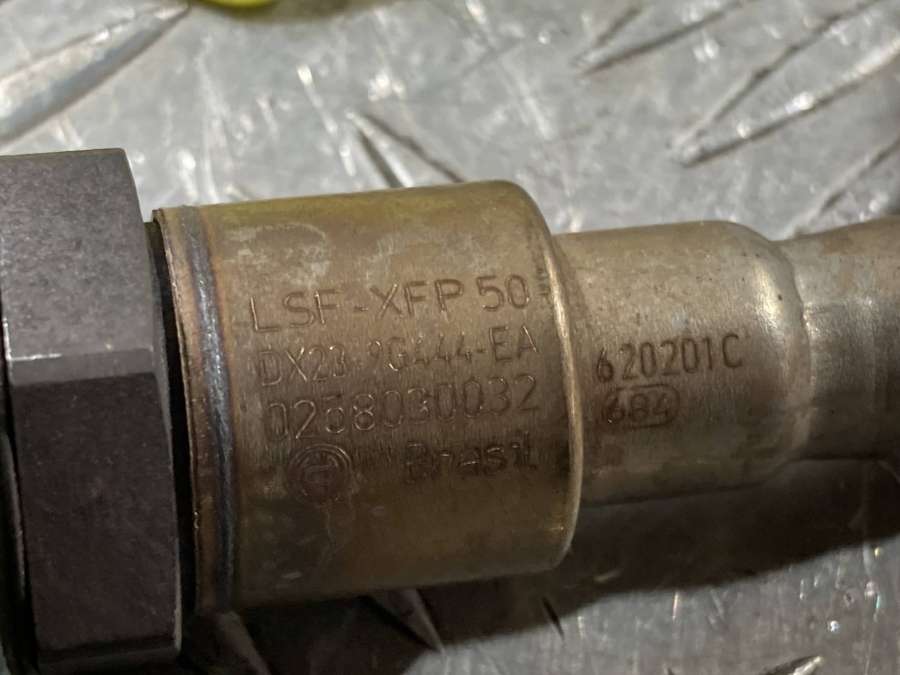 LSF-XFP 50
DX23-9G444-EA
0258030032
Brasil
620201C
684